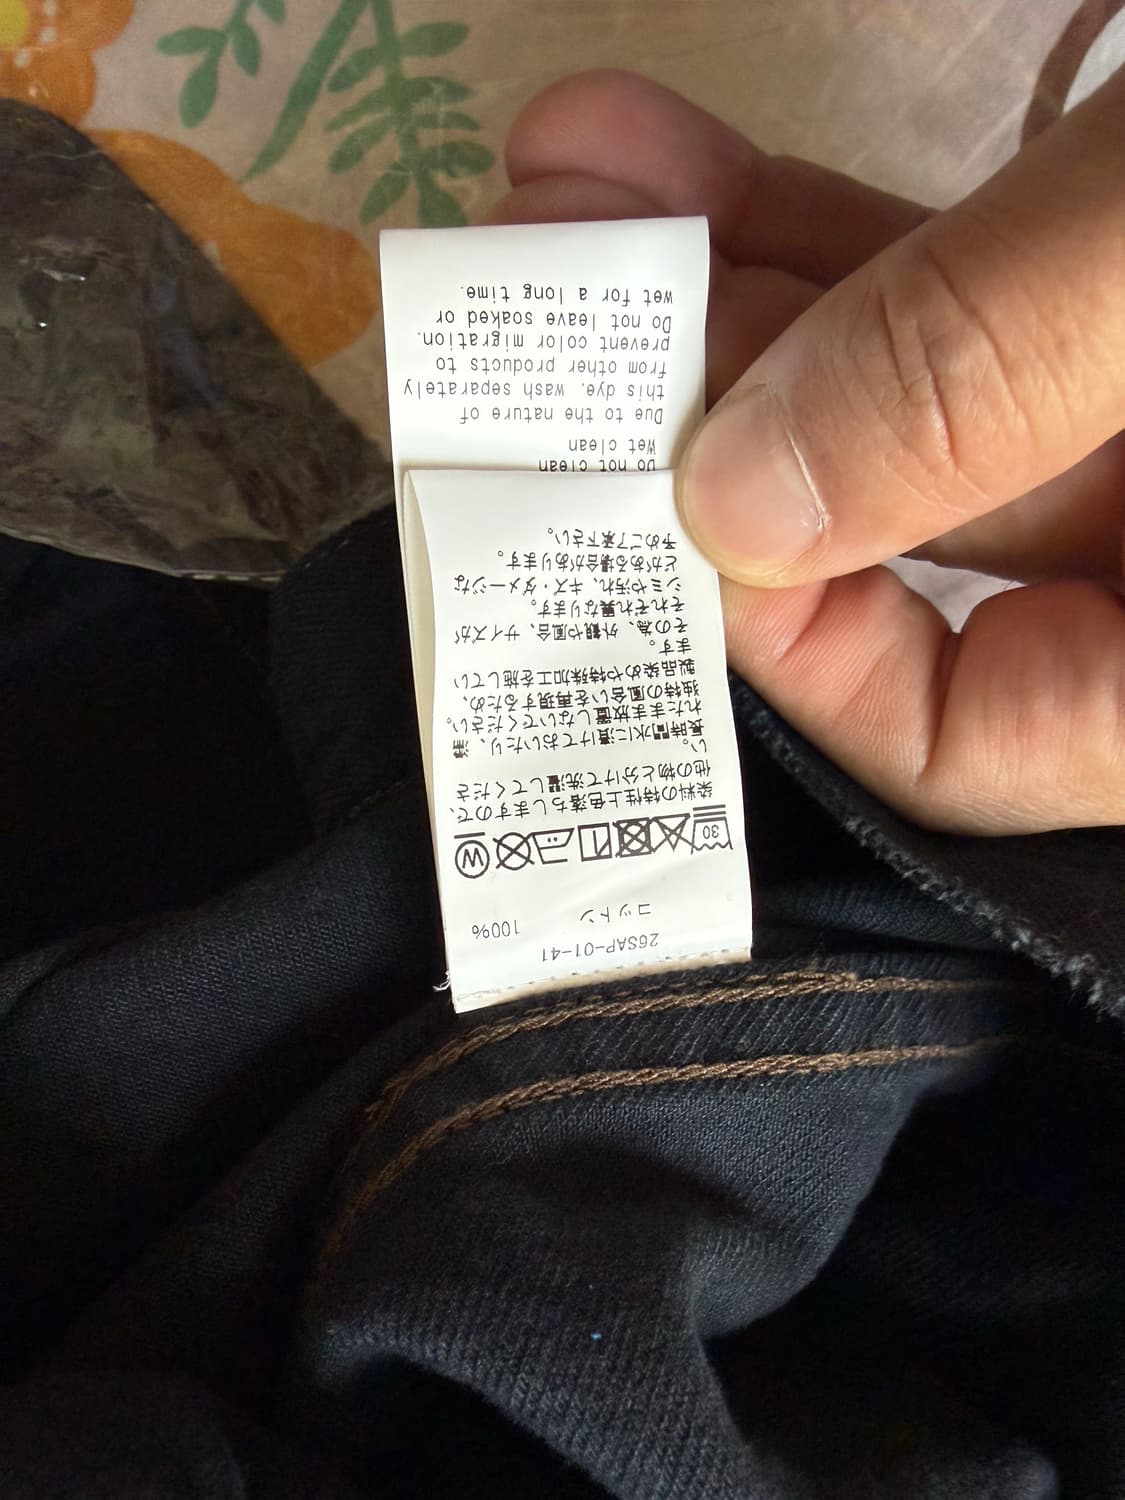 26SAP-01-41
コットン 100%
30
W
染料の特性上色落ちしますので、
他の物と分けて洗濯してくださ
い。
長時間水に漬けておいたり、濡
れたまま放置しないでください。
独特の風合いを再現するため、
製品染めや特殊加工を施してい
ます。
その為、外観や風合、サイズが
それぞれ異なります。
シミや汚れ、キズ・ダメージな
どがある場合があります。
予めご了承下さい。
Do not clean
Wet clean
Due to the nature of
this dye, wash separately
from other products to
prevent color migration.
Do not leave soaked or
wet for a long time.